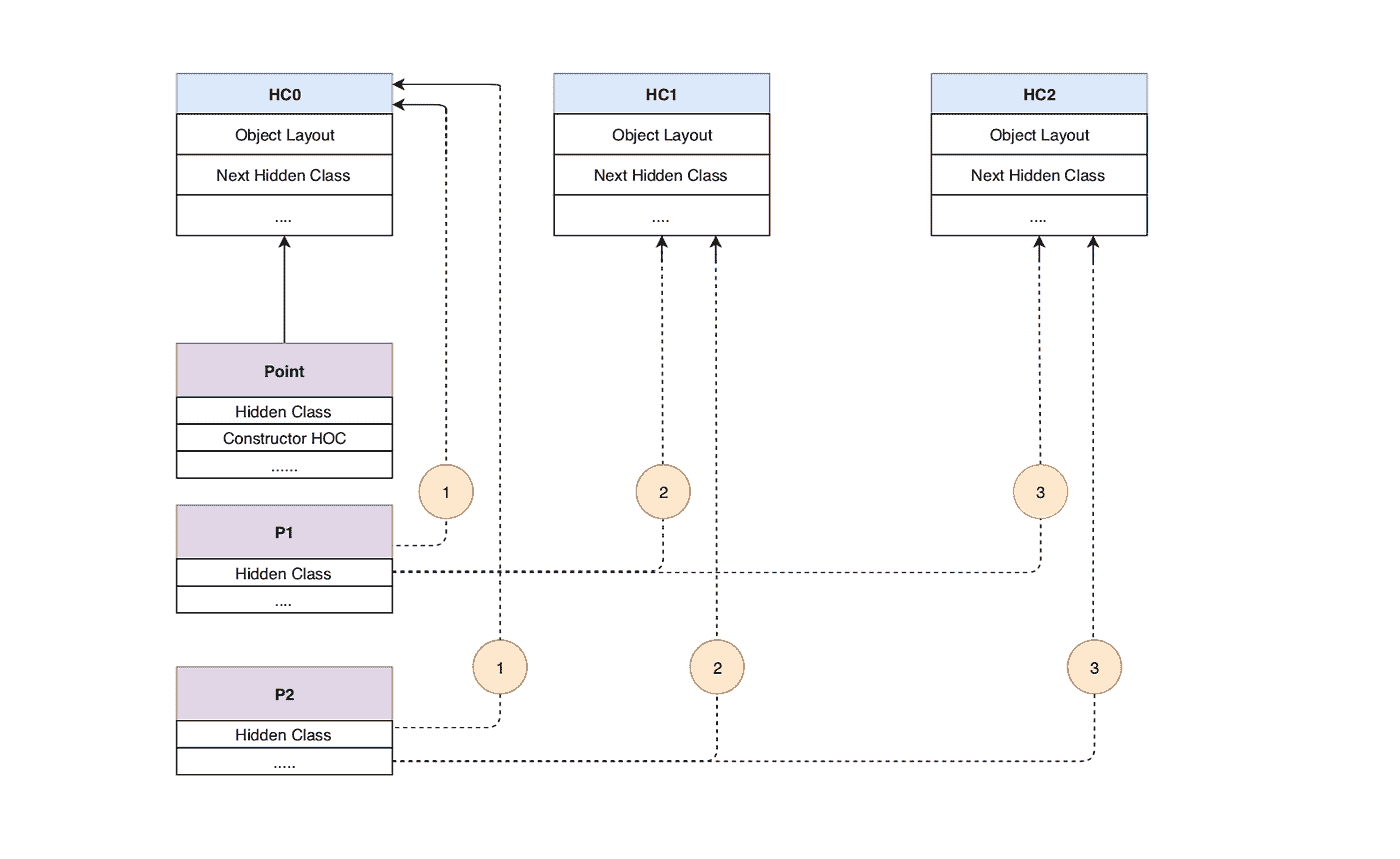 HC0
Object Layout
Next Hidden Class
....
HC1
Object Layout
Next Hidden Class
....
HC2
Object Layout
Next Hidden Class
....
Point
Hidden Class
Constructor HOC
......
P1
Hidden Class
....
1
2
3
P2
Hidden Class
.....
1
2
3